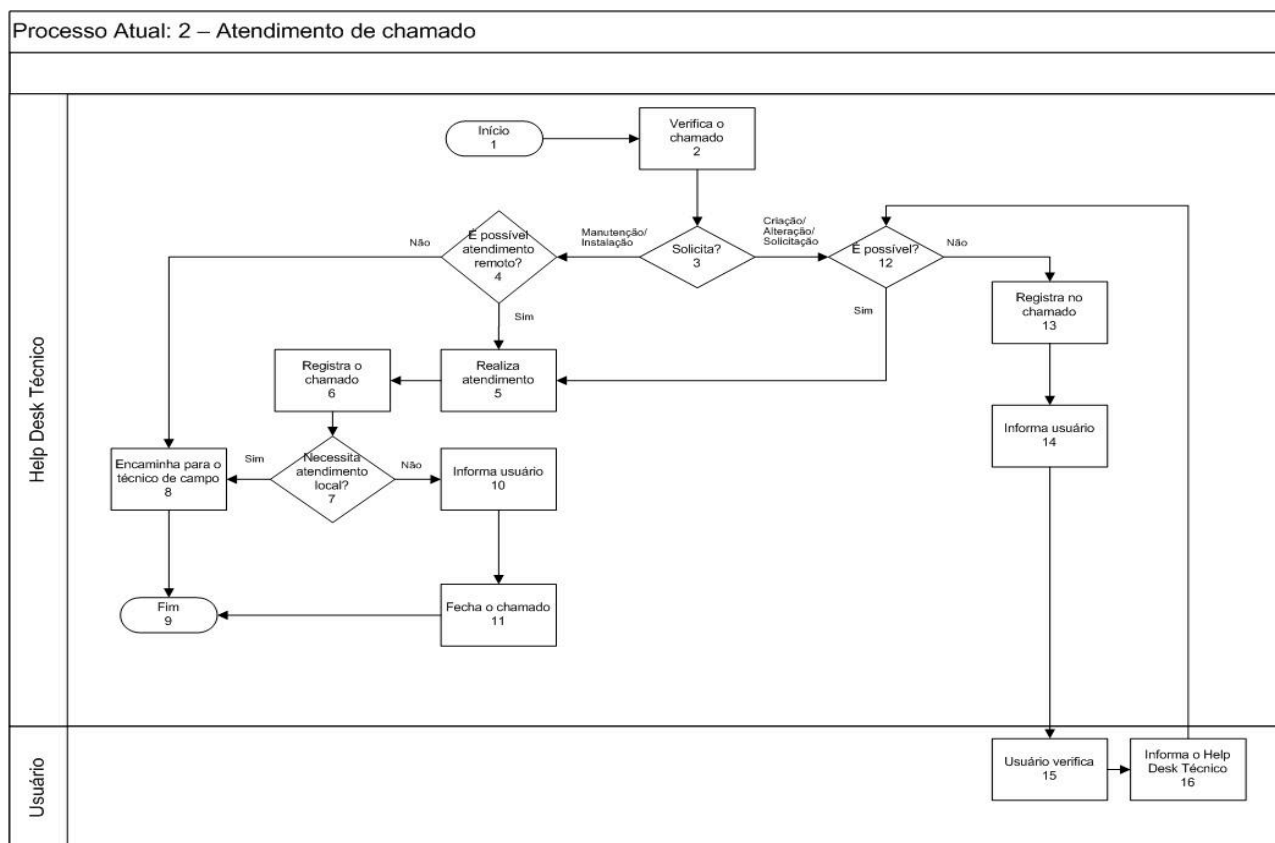 Processo Atual: 2 – Atendimento de chamado
Help Desk Técnico
Início
1
Verifica o
chamado
2
Não
É possível
atendimento
remoto?
4
Manutenção/
Instalação
Solicita?
3
Criação/
Alteração/
Solicitação
É possível?
12
Não
Sim
Sim
Registra no
chamado
13
Registra o
chamado
6
Realiza
atendimento
5
Informa usuário
14
Encaminha para o
técnico de campo
8
Sim
Necessita
atendimento
local?
7
Não
Informa usuário
10
Fim
9
Fecha o chamado
11
Usuário
Usuário verifica
15
Informa o Help
Desk Técnico
16